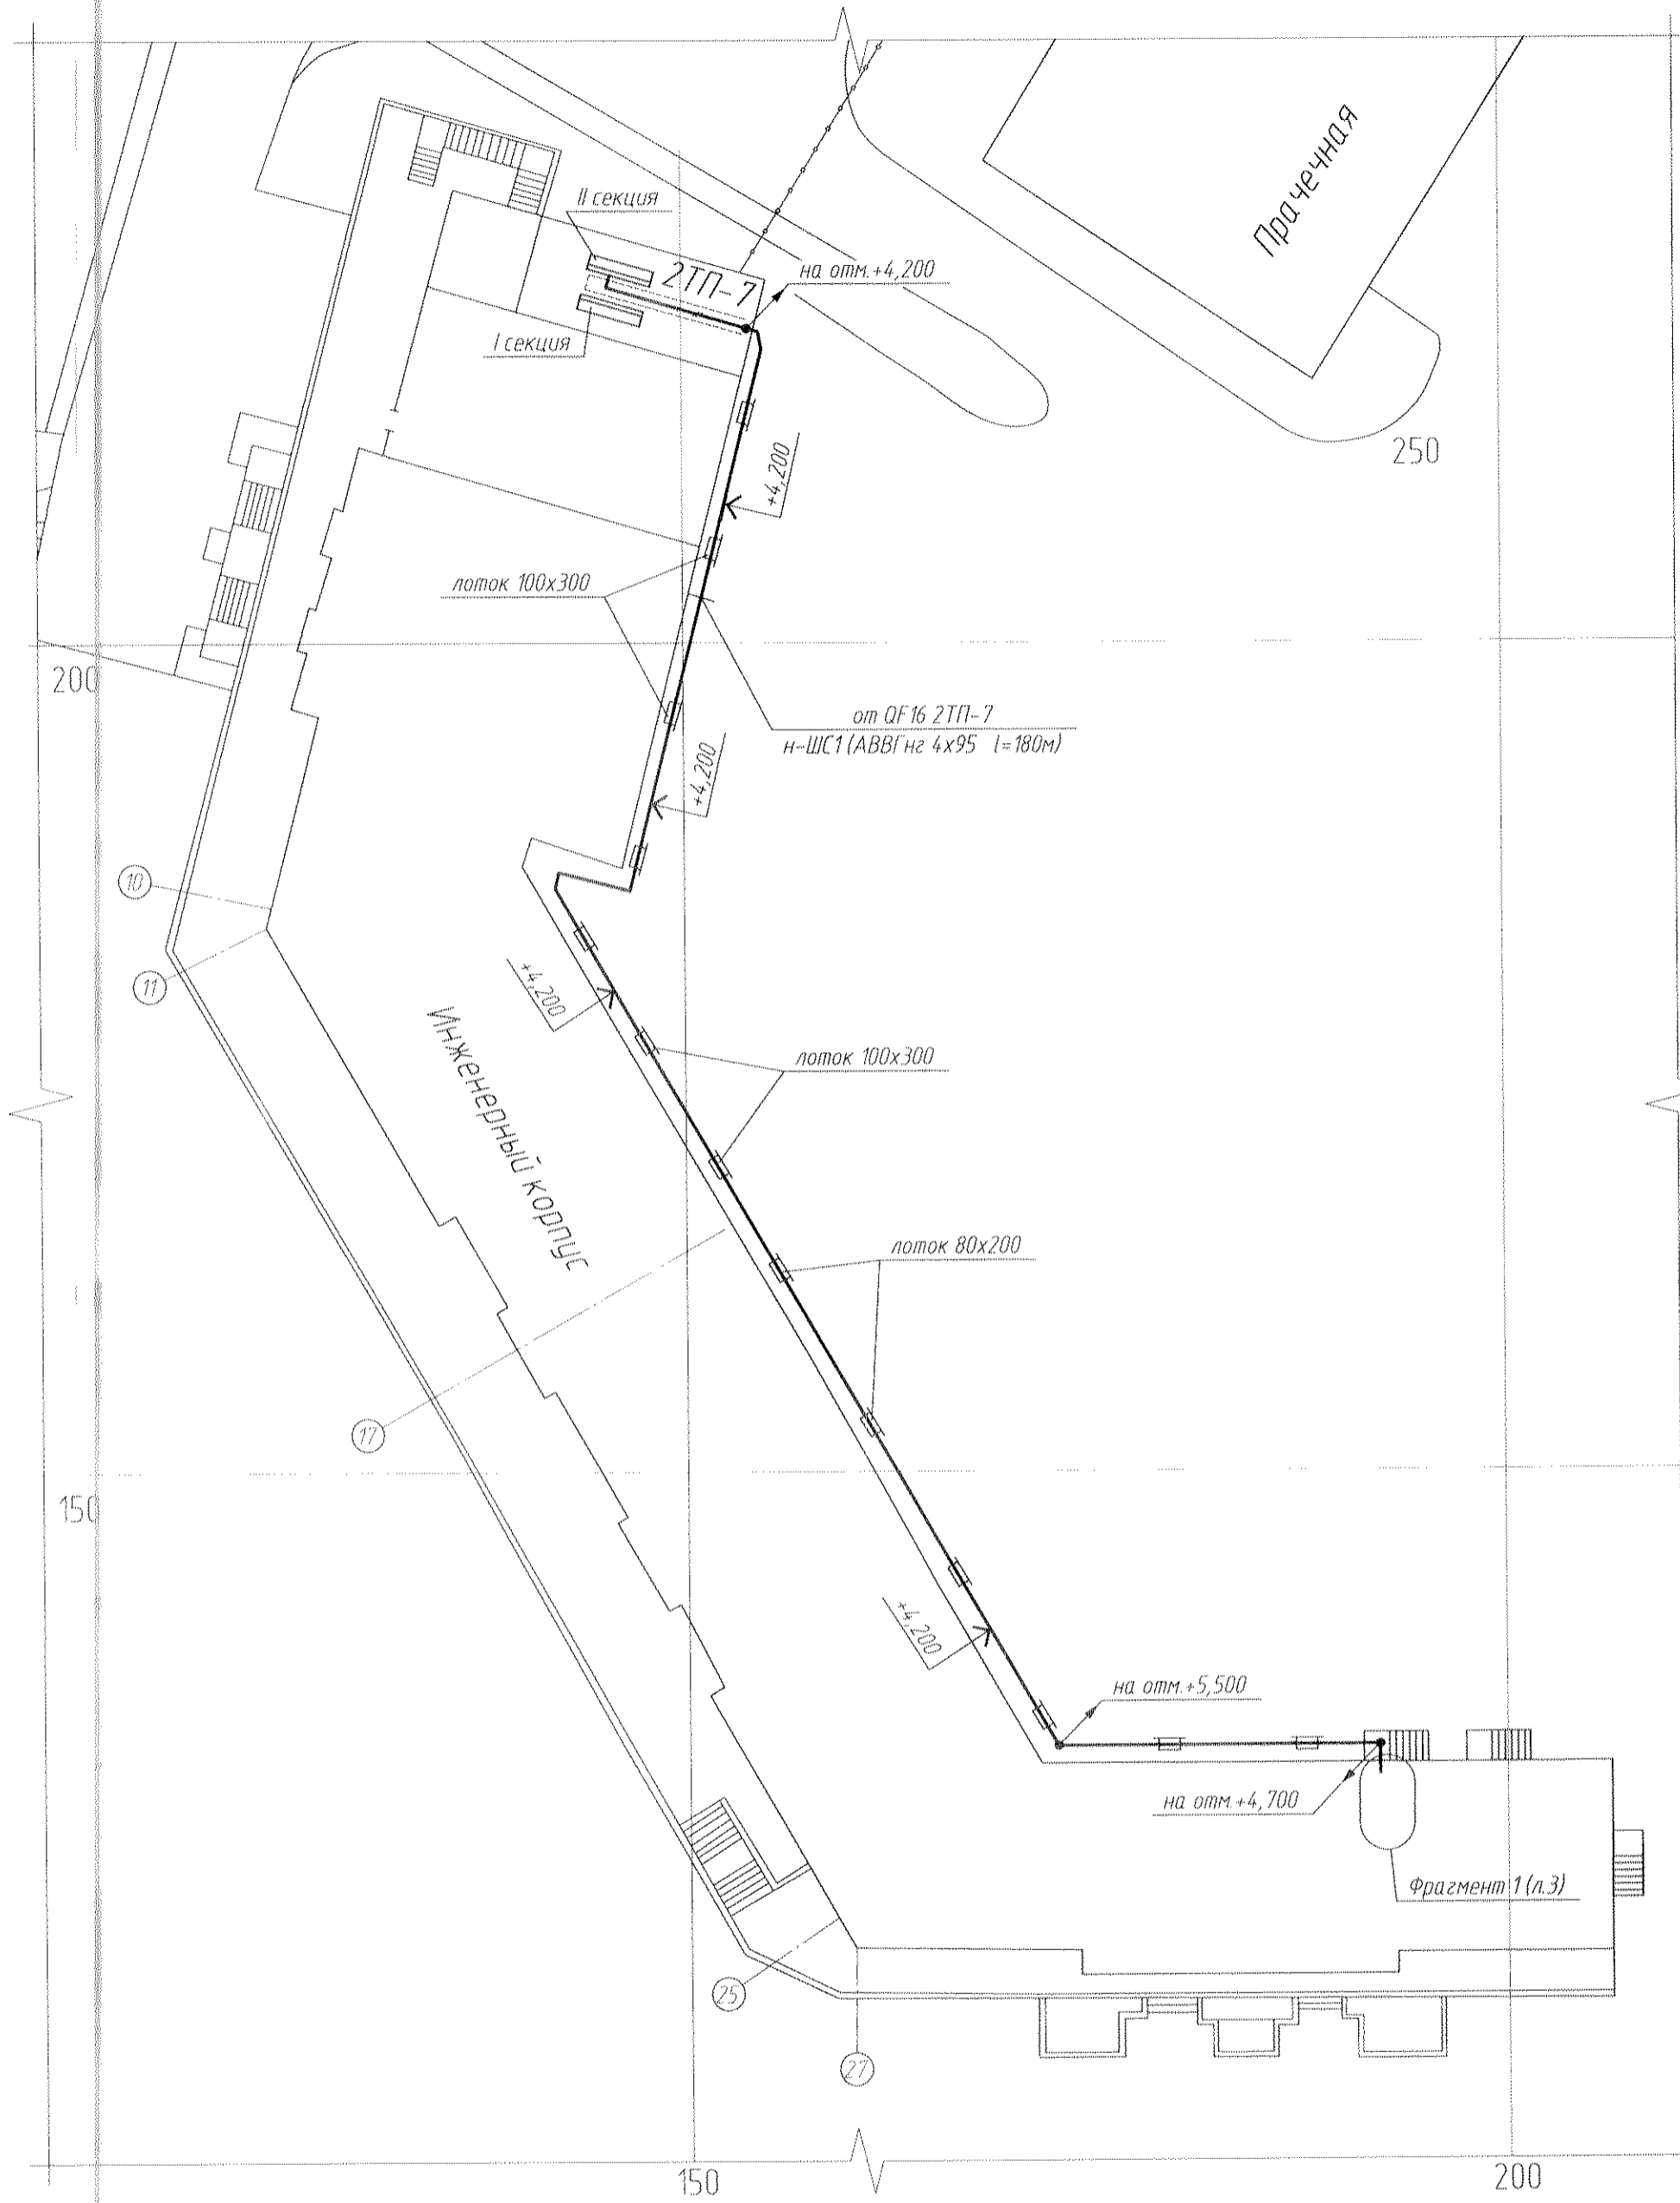 Прачечная
II секция
2ТП-7
на отм.+4,200
I секция
250
+4,200
лоток 100х300
200
от QF16 2ТП-7
н-ШС1 (АВВГнг 4х95 l=180м)
+4,200
10
11
+4,200
Инженерный корпус
лоток 100х300
лоток 80х200
17
150
+4,200
на отм.+5,500
на отм.+4,700
Фрагмент 1 (л.3)
25
27
150
200